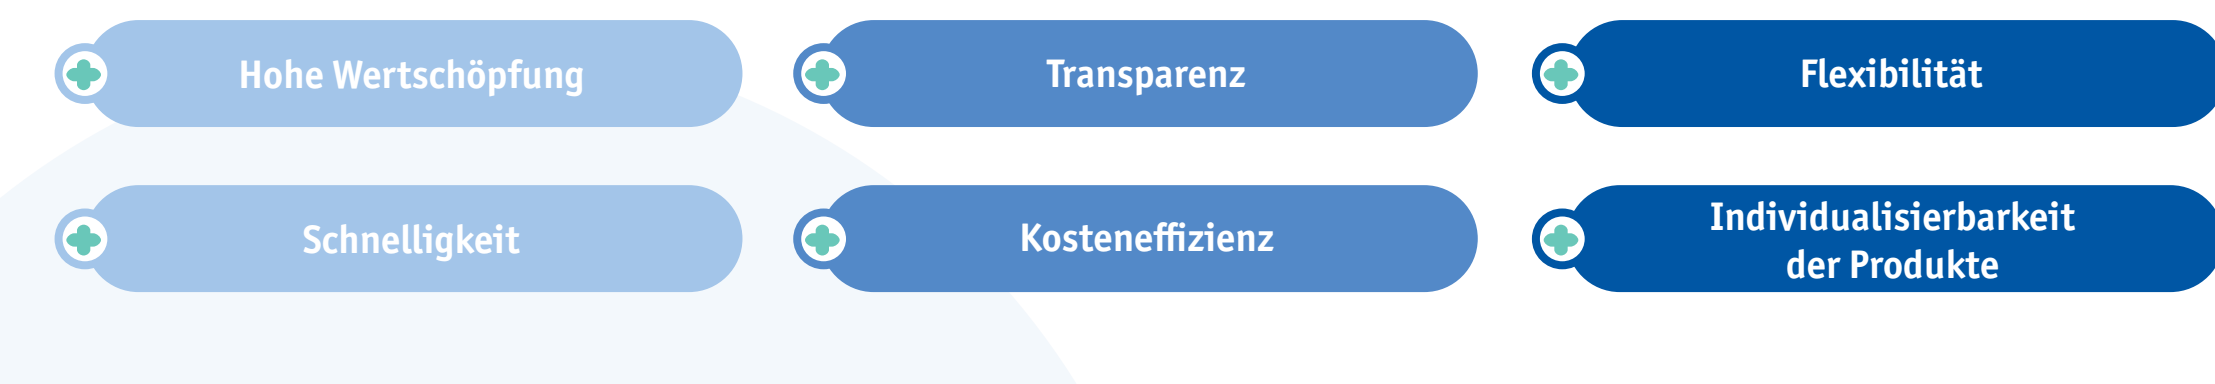 Hohe Wertschöpfung
Transparenz
Flexibilität
Schnelligkeit
Kosteneffizienz
Individualisierbarkeit
der Produkte